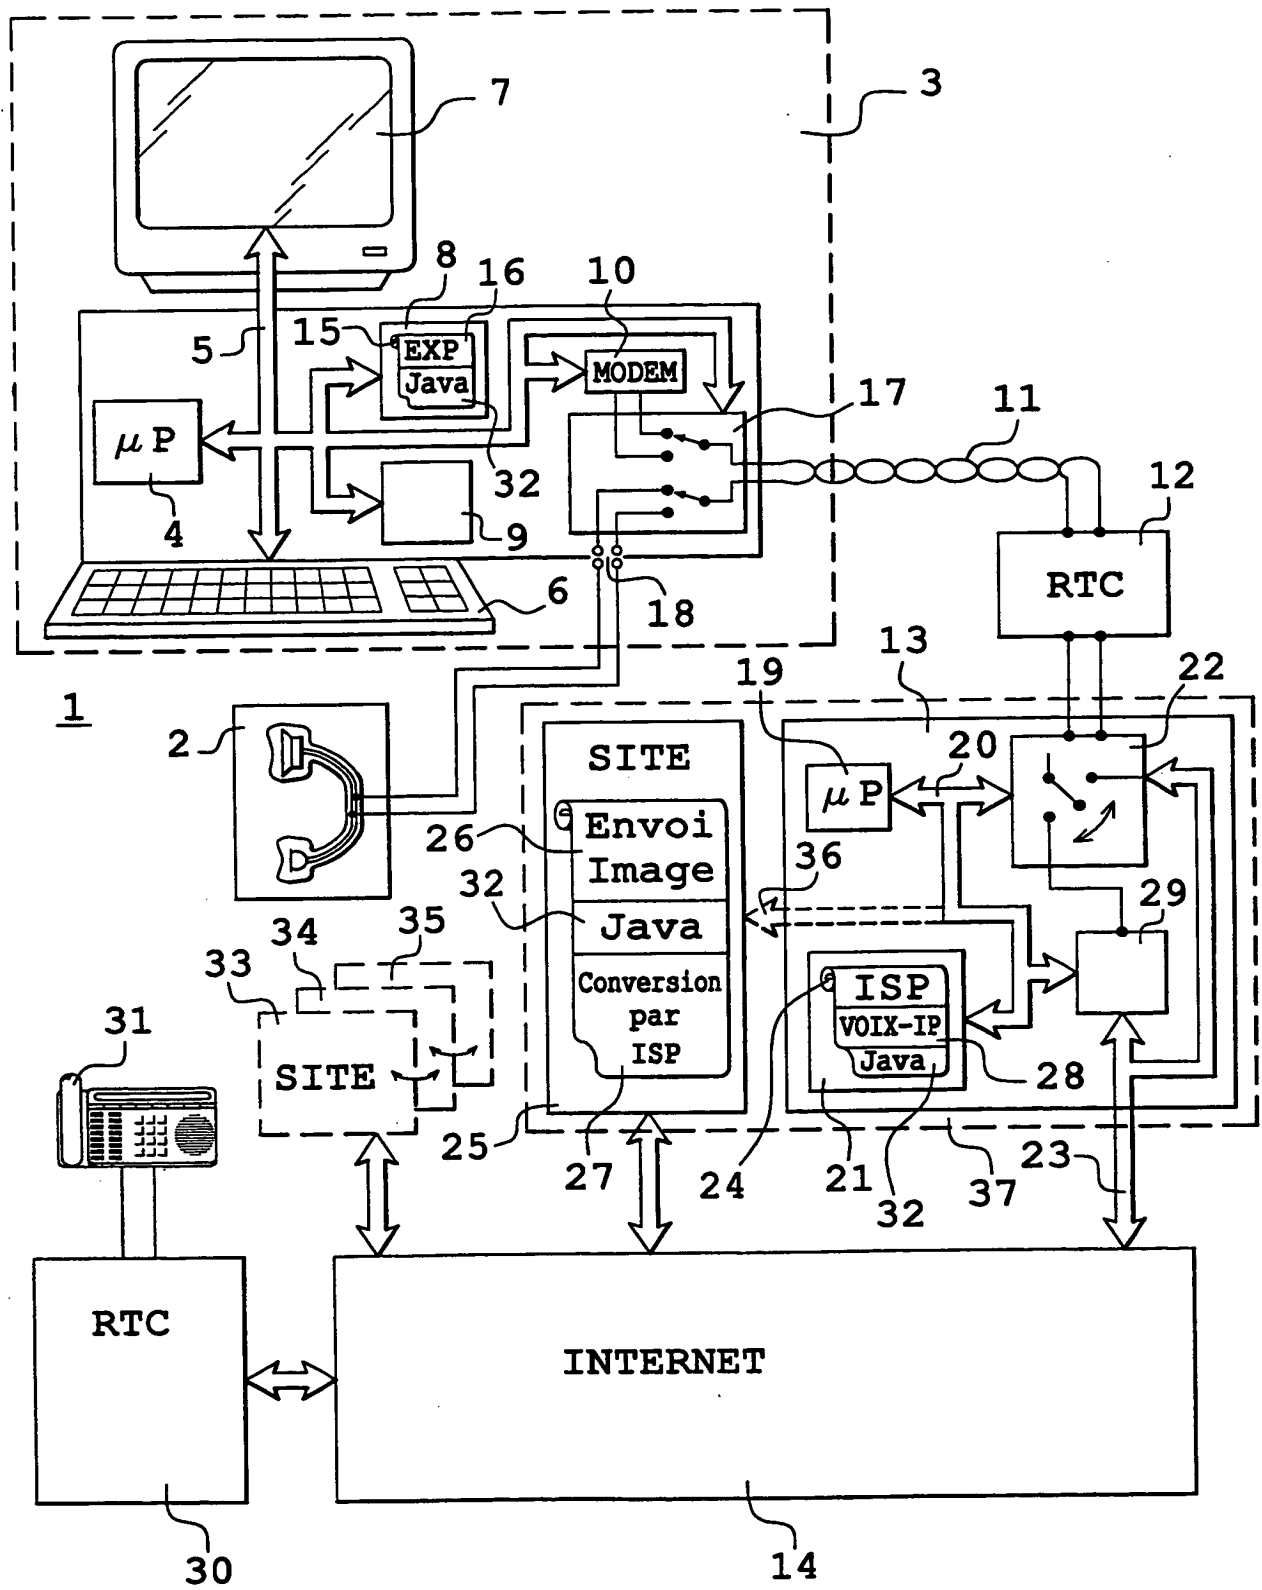 3
7
8
16
10
15
5
EXP
Java
MODEM
17
11
μP
4
32
9
12
RTC
6
18
13
19
22
1
2
SITE
20
μP
26
Envoi
Image
36
32
Java
29
34
35
33
Conversion
par
ISP
ISP
VOIX-IP
Java
24
31
SITE
28
25
27
21
32
37
23
RTC
INTERNET
30
14